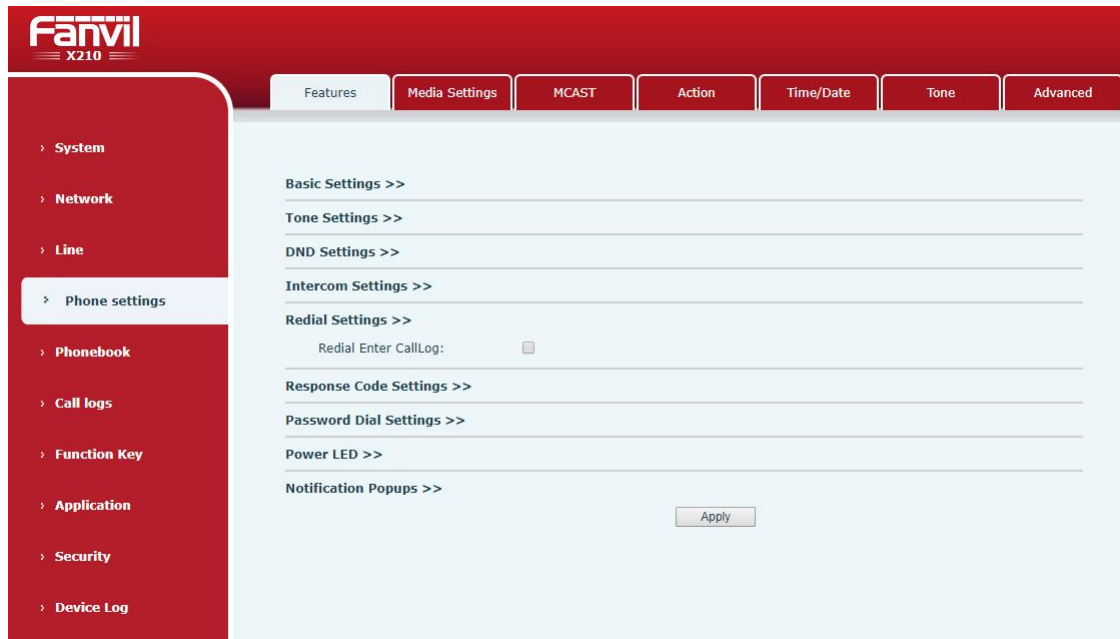 Fanvil
X210
Features
Media Settings
MCAST
Action
Time/Date
Tone
Advanced
› System
› Network
› Line
› Phone settings
› Phonebook
› Call logs
› Function Key
› Application
› Security
› Device Log
Basic Settings >>
Tone Settings >>
DND Settings >>
Intercom Settings >>
Redial Settings >>
Redial Enter CallLog:
Response Code Settings >>
Password Dial Settings >>
Power LED >>
Notification Popups >>
Apply